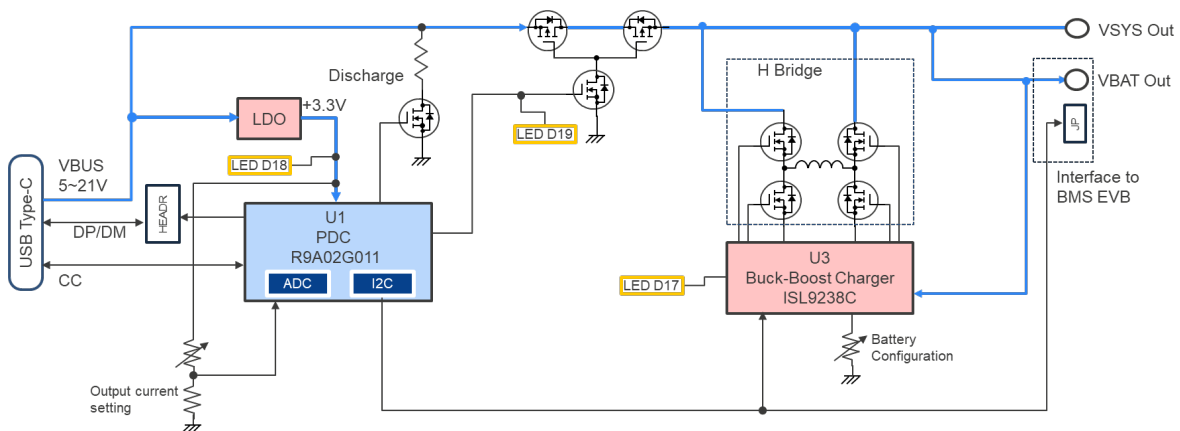 VSYS Out
H Bridge
VBAT Out
Discharge
LDO
+3.3V
LED D19
LED D18
JP
Interface to
BMS EVB
USB Type-C
VBUS
5~21V
HEADR
DP/DM
CC
U1
PDC
R9A02G011
ADC
I2C
U3
Buck-Boost Charger
ISL9238C
LED D17
Battery
Configuration
Output current
setting